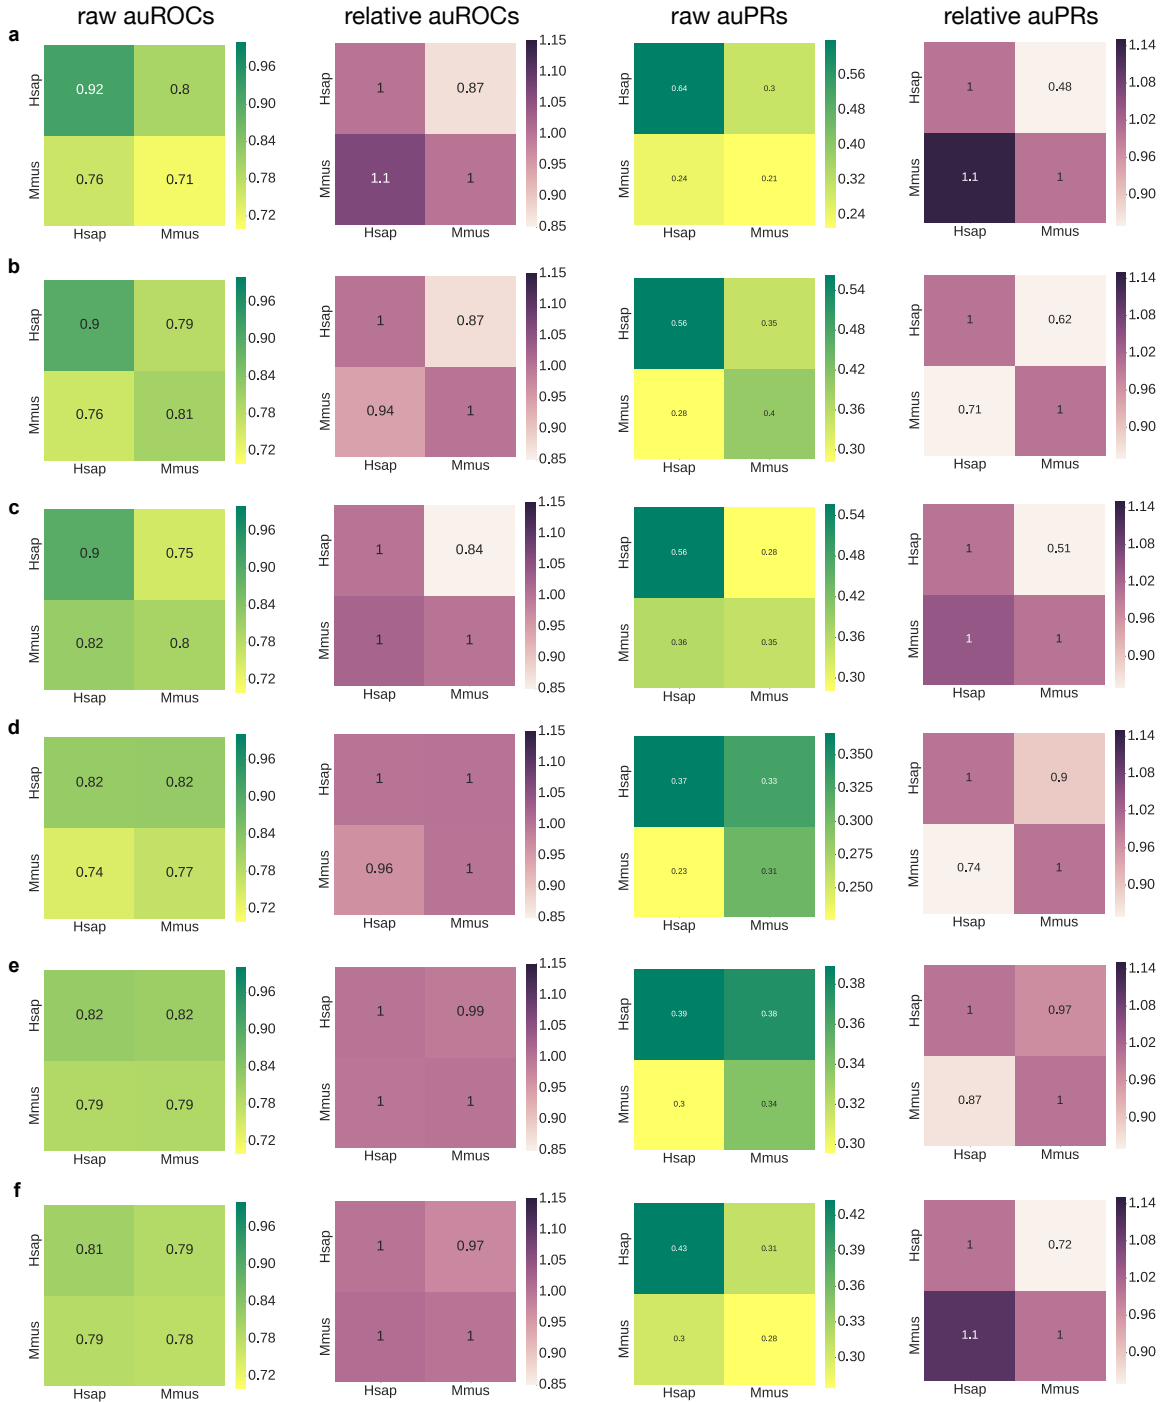 raw auROCs relative auROCs raw auPRs relative auPRs
a
Hsap 0.92 0.8 0.96
0.90
0.84
Mmus 0.76 0.71 0.78
0.72
Hsap Mmus
Hsap 1 0.87 1.15
1.10
1.05
1.00
Mmus 1.1 1 0.95
0.90
0.85
Hsap Mmus
Hsap 0.64 0.3 0.56
0.48
0.40
Mmus 0.24 0.21 0.32
0.24
Hsap Mmus
Hsap 1 0.48 1.14
1.08
1.02
Mmus 1.1 1 0.96
0.90
Hsap Mmus
b
Hsap 0.9 0.79 0.96
0.90
0.84
Mmus 0.76 0.81 0.78
0.72
Hsap Mmus
Hsap 1 0.87 1.15
1.10
1.05
1.00
Mmus 0.94 1 0.95
0.90
0.85
Hsap Mmus
Hsap 0.56 0.35 0.54
0.48
0.42
Mmus 0.28 0.4 0.36
0.30
Hsap Mmus
Hsap 1 0.62 1.14
1.08
1.02
Mmus 0.71 1 0.96
0.90
Hsap Mmus
c
Hsap 0.9 0.75 0.96
0.90
0.84
Mmus 0.82 0.8 0.78
0.72
Hsap Mmus
Hsap 1 0.84 1.15
1.10
1.05
1.00
Mmus 1 1 0.95
0.90
0.85
Hsap Mmus
Hsap 0.56 0.28 0.54
0.48
0.42
Mmus 0.36 0.35 0.36
0.30
Hsap Mmus
Hsap 1 0.51 1.14
1.08
1.02
Mmus 1 1 0.96
0.90
Hsap Mmus
d
Hsap 0.82 0.82 0.96
0.90
0.84
Mmus 0.74 0.77 0.78
0.72
Hsap Mmus
Hsap 1 1 1.15
1.10
1.05
1.00
Mmus 0.96 1 0.95
0.90
0.85
Hsap Mmus
Hsap 0.37 0.33 0.350
0.325
0.300
Mmus 0.23 0.31 0.275
0.250
Hsap Mmus
Hsap 1 0.9 1.14
1.08
1.02
Mmus 0.74 1 0.96
0.90
Hsap Mmus
e
Hsap 0.82 0.82 0.96
0.90
0.84
Mmus 0.79 0.79 0.78
0.72
Hsap Mmus
Hsap 1 0.99 1.15
1.10
1.05
1.00
Mmus 1 1 0.95
0.90
0.85
Hsap Mmus
Hsap 0.39 0.38 0.38
0.36
0.34
Mmus 0.3 0.34 0.32
0.30
Hsap Mmus
Hsap 1 0.97 1.14
1.08
1.02
Mmus 0.87 1 0.96
0.90
Hsap Mmus
f
Hsap 0.81 0.79 0.96
0.90
0.84
Mmus 0.79 0.78 0.78
0.72
Hsap Mmus
Hsap 1 0.97 1.15
1.10
1.05
1.00
Mmus 1 1 0.95
0.90
0.85
Hsap Mmus
Hsap 0.43 0.31 0.42
0.39
0.36
Mmus 0.3 0.28 0.33
0.30
Hsap Mmus
Hsap 1 0.72 1.14
1.08
1.02
Mmus 1.1 1 0.96
0.90
Hsap Mmus